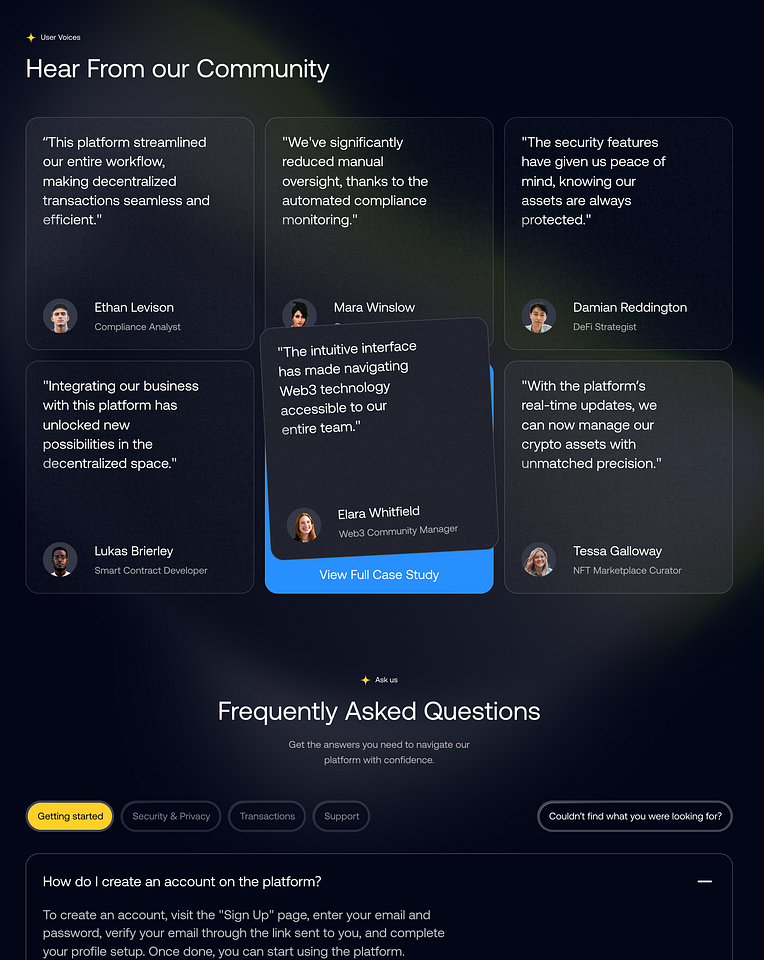 User Voices
Hear From our Community
"This platform streamlined
our entire workflow,
making decentralized
transactions seamless and
efficient."
Ethan Levison
Compliance Analyst
"We've significantly
reduced manual
oversight, thanks to the
automated compliance
monitoring."
Mara Winslow
"The security features
have given us peace of
mind, knowing our
assets are always
protected."
Damian Reddington
DeFi Strategist
"Integrating our business
with this platform has
unlocked new
possibilities in the
decentralized space."
Lukas Brierley
Smart Contract Developer
"The intuitive interface
has made navigating
Web3 technology
accessible to our
entire team."
Elara Whitfield
Web3 Community Manager
View Full Case Study
"With the platform's
real-time updates, we
can now manage our
crypto assets with
unmatched precision."
Tessa Galloway
NFT Marketplace Curator
Ask us
Frequently Asked Questions
Get the answers you need to navigate our
platform with confidence.
Getting started
Security & Privacy
Transactions
Support
Couldn't find what you were looking for?
How do I create an account on the platform?
To create an account, visit the "Sign Up" page, enter your email and
password, verify your email through the link sent to you, and complete
your profile setup. Once done, you can start using the platform.